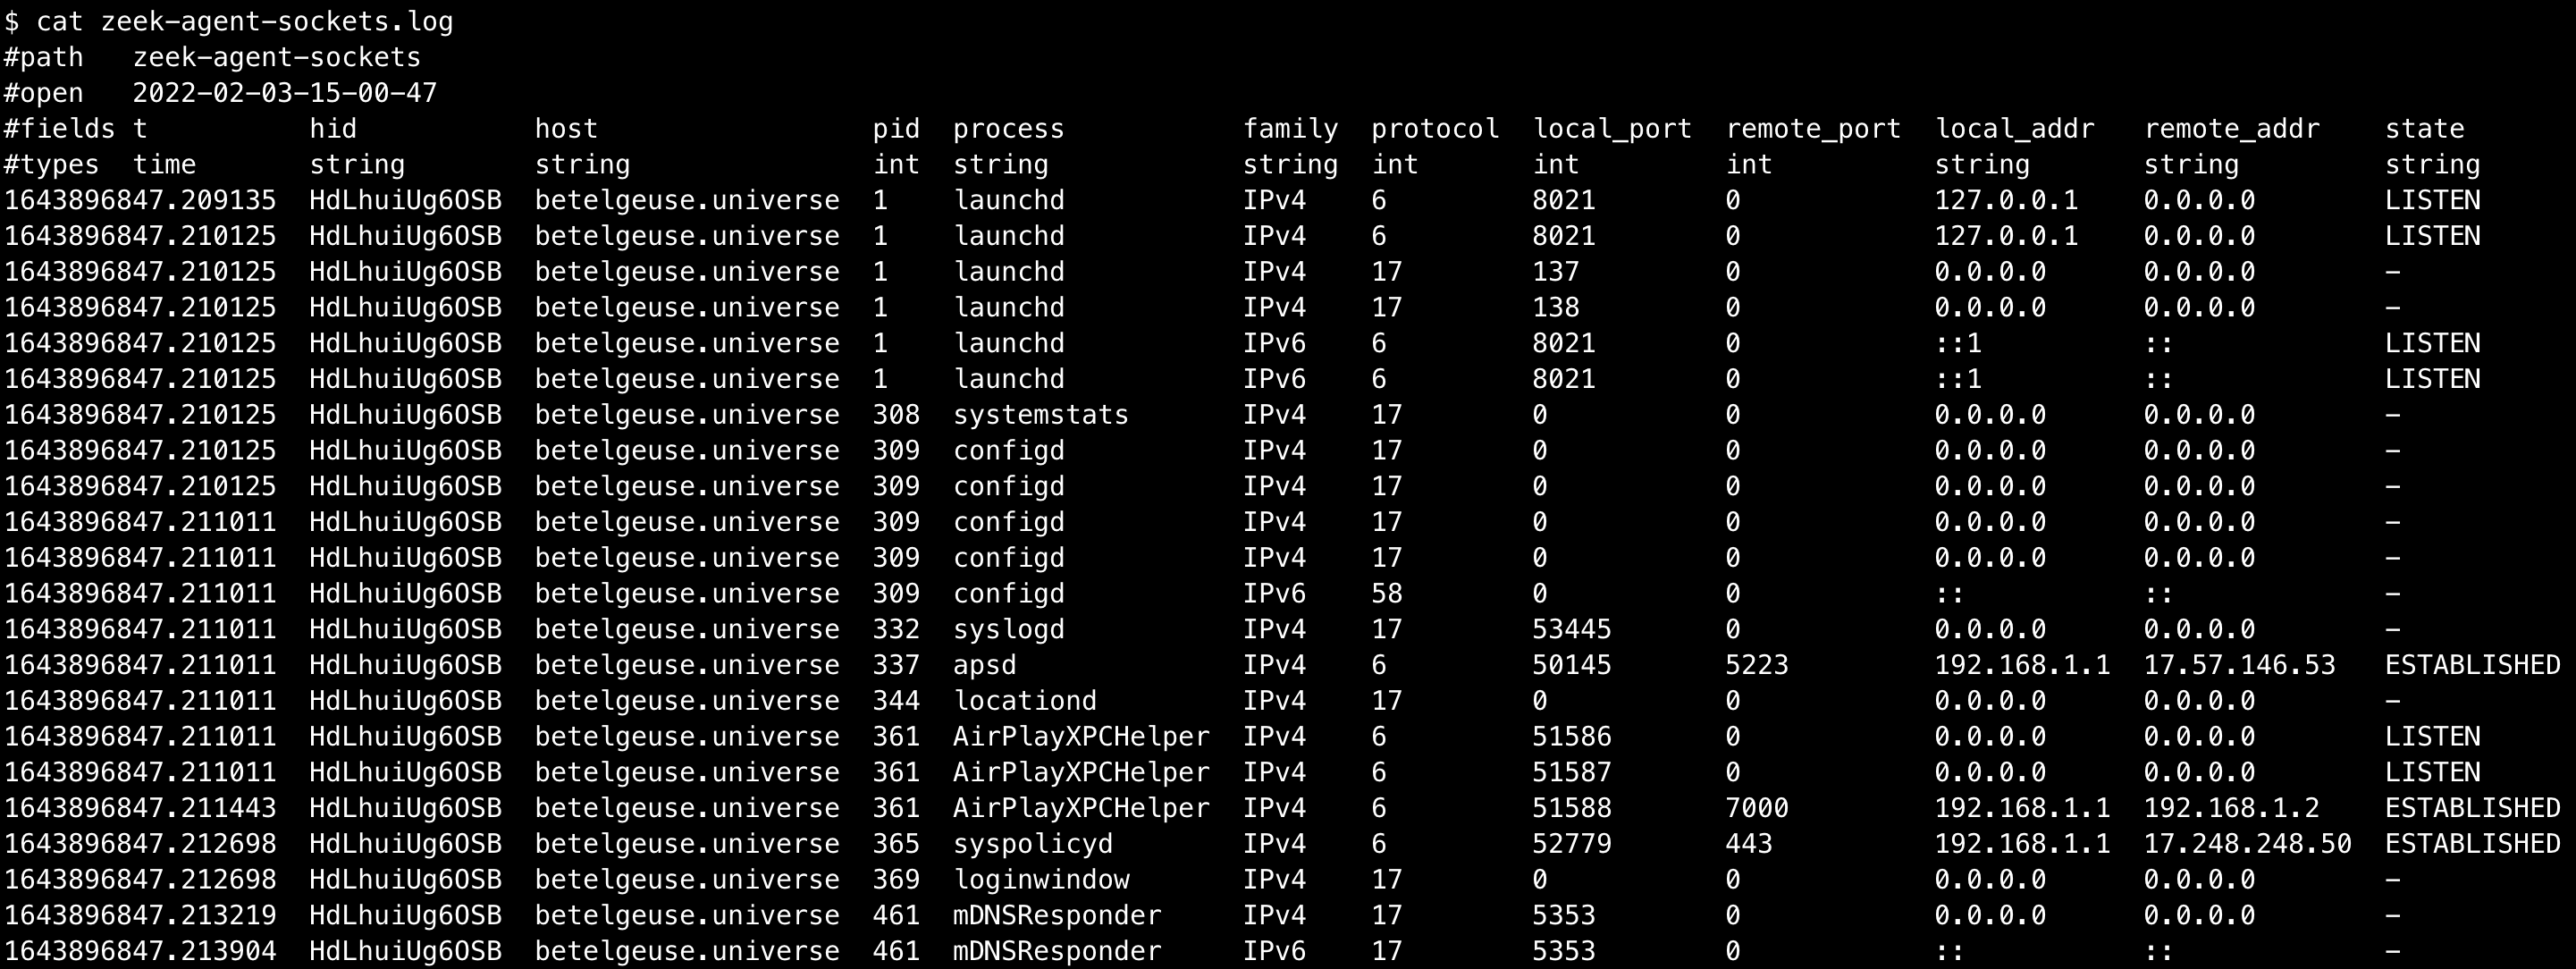 $ cat zeek-agent-sockets.log
#path   zeek-agent-sockets
#open   2022-02-03-15-00-47
#fields t          hid           host                 pid  process           family  protocol  local_port  remote_port  local_addr   remote_addr    state
#types  time       string        string               int  string            string  int       int         int          string       string         string
1643896847.209135  HdLhuiUg6OSB  betelgeuse.universe  1    launchd           IPv4    6         8021        0            127.0.0.1    0.0.0.0        LISTEN
1643896847.210125  HdLhuiUg6OSB  betelgeuse.universe  1    launchd           IPv4    6         8021        0            127.0.0.1    0.0.0.0        LISTEN
1643896847.210125  HdLhuiUg6OSB  betelgeuse.universe  1    launchd           IPv4    17        137         0            0.0.0.0      0.0.0.0        -
1643896847.210125  HdLhuiUg6OSB  betelgeuse.universe  1    launchd           IPv4    17        138         0            0.0.0.0      0.0.0.0        -
1643896847.210125  HdLhuiUg6OSB  betelgeuse.universe  1    launchd           IPv6    6         8021        0            ::1          ::             LISTEN
1643896847.210125  HdLhuiUg6OSB  betelgeuse.universe  1    launchd           IPv6    6         8021        0            ::1          ::             LISTEN
1643896847.210125  HdLhuiUg6OSB  betelgeuse.universe  308  systemstats       IPv4    17        0           0            0.0.0.0      0.0.0.0        -
1643896847.210125  HdLhuiUg6OSB  betelgeuse.universe  309  configd           IPv4    17        0           0            0.0.0.0      0.0.0.0        -
1643896847.210125  HdLhuiUg6OSB  betelgeuse.universe  309  configd           IPv4    17        0           0            0.0.0.0      0.0.0.0        -
1643896847.211011  HdLhuiUg6OSB  betelgeuse.universe  309  configd           IPv4    17        0           0            0.0.0.0      0.0.0.0        -
1643896847.211011  HdLhuiUg6OSB  betelgeuse.universe  309  configd           IPv4    17        0           0            0.0.0.0      0.0.0.0        -
1643896847.211011  HdLhuiUg6OSB  betelgeuse.universe  309  configd           IPv6    58        0           0            ::           ::             -
1643896847.211011  HdLhuiUg6OSB  betelgeuse.universe  332  syslogd           IPv4    17        53445       0            0.0.0.0      0.0.0.0        -
1643896847.211011  HdLhuiUg6OSB  betelgeuse.universe  337  apsd              IPv4    6         50145       5223         192.168.1.1  17.57.146.53   ESTABLISHED
1643896847.211011  HdLhuiUg6OSB  betelgeuse.universe  344  locationd         IPv4    17        0           0            0.0.0.0      0.0.0.0        -
1643896847.211011  HdLhuiUg6OSB  betelgeuse.universe  361  AirPlayXPCHelper  IPv4    6         51586       0            0.0.0.0      0.0.0.0        LISTEN
1643896847.211011  HdLhuiUg6OSB  betelgeuse.universe  361  AirPlayXPCHelper  IPv4    6         51587       0            0.0.0.0      0.0.0.0        LISTEN
1643896847.211443  HdLhuiUg6OSB  betelgeuse.universe  361  AirPlayXPCHelper  IPv4    6         51588       7000         192.168.1.1  192.168.1.2    ESTABLISHED
1643896847.212698  HdLhuiUg6OSB  betelgeuse.universe  365  syspolicyd        IPv4    6         52779       443          192.168.1.1  17.248.248.50  ESTABLISHED
1643896847.212698  HdLhuiUg6OSB  betelgeuse.universe  369  loginwindow       IPv4    17        0           0            0.0.0.0      0.0.0.0        -
1643896847.213219  HdLhuiUg6OSB  betelgeuse.universe  461  mDNSResponder     IPv4    17        5353        0            0.0.0.0      0.0.0.0        -
1643896847.213904  HdLhuiUg6OSB  betelgeuse.universe  461  mDNSResponder     IPv6    17        5353        0            ::           ::             -